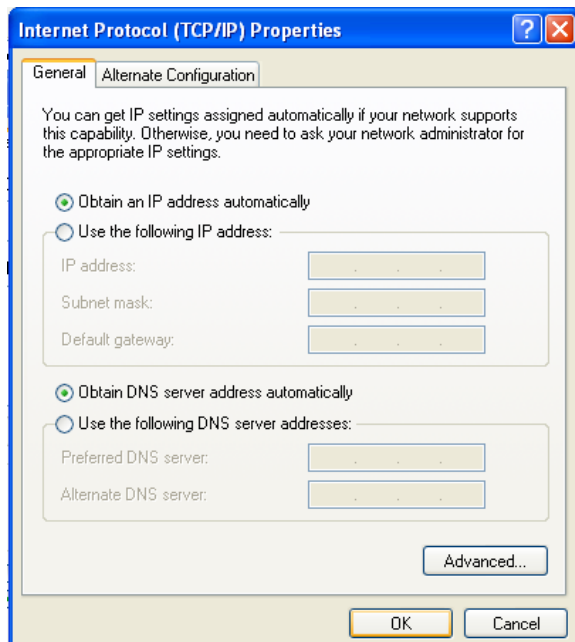 Internet Protocol (TCP/IP) Properties
General
Alternate Configuration
You can get IP settings assigned automatically if your network supports
this capability. Otherwise, you need to ask your network administrator for
the appropriate IP settings.
Obtain an IP address automatically
Use the following IP address:
IP address:
Subnet mask:
Default gateway:
Obtain DNS server address automatically
Use the following DNS server addresses:
Preferred DNS server:
Alternate DNS server:
Advanced...
OK
Cancel